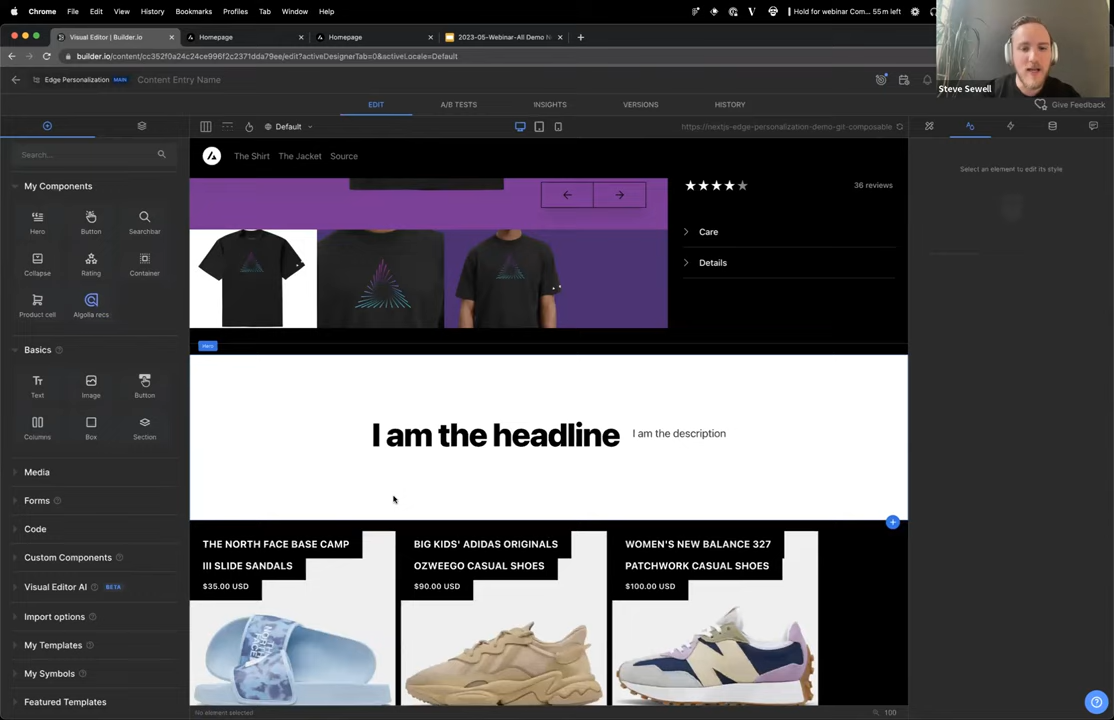 Chrome File Edit View History Bookmarks Profiles Tab Window Help
V Hold for webinar Com... 55 m left
Visual Editor | Builder.io
Homepage
Homepage
2023-05-Webinar-All Demo N
builder.io/content/cc352f0a24c24ce996f2c2371dda79ee/edit?activeDesignerTab=0&activeLocale=Default
Steve Sewell
Edge Personalization MAIN Content Entry Name
EDIT A/B TESTS INSIGHTS VERSIONS HISTORY
Give Feedback
Default
https://nextjs-edge-personalization-demo-git-composable
Search...
The Shirt The Jacket Source
Select an element to edit its style
My Components
36 reviews
Hero Button Searchbar
Care
Collapse Rating Container
Details
Product cell Algolia recs
Hero
Basics
Text Image Button
Columns Box Section
I am the headline I am the description
Media
Forms
Code
Custom Components
Visual Editor AI BETA
Import options
My Templates
My Symbols
Featured Templates
THE NORTH FACE BASE CAMP
III SLIDE SANDALS
$35.00 USD
BIG KIDS' ADIDAS ORIGINALS
OZWEEGO CASUAL SHOES
$90.00 USD
WOMEN'S NEW BALANCE 327
PATCHWORK CASUAL SHOES
$100.00 USD
No element selected
100